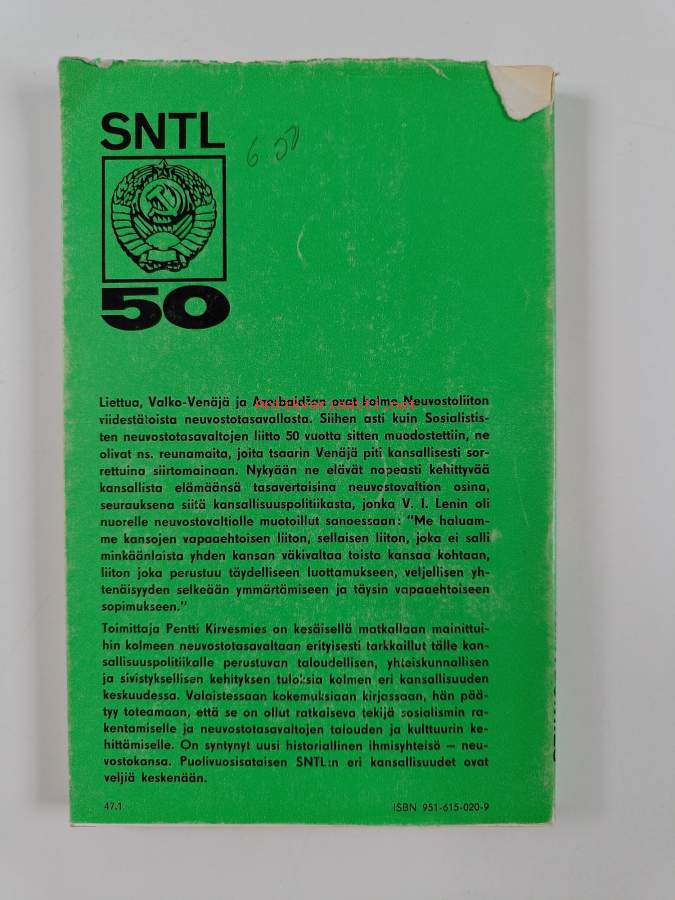 SNTL
6 50
50
Liettua, Valko-Venäjä ja Azerbaidžan ovat kolme Neuvostoliiton
viidestätoista neuvostotasavallasta. Siihen asti kuin Sosialistis-
ten neuvostotasavaltojen liitto 50 vuotta sitten muodostettiin, ne
olivat ns. reunamaita, joita tsaarin Venäjä piti kansallisesti sor-
rettuina siirtomainaan. Nykyään ne elävät nopeasti kehittyvää
kansallista elämäänsä tasavertaisina neuvostovaltion osina,
seurauksena siitä kansallisuuspolitiikasta, jonka V. I. Lenin oli
nuorelle neuvostovaltiolle muotoillut sanoessaan: "Me haluam-
me kansojen vapaaehtoisen liiton, sellaisen liiton, joka ei salli
minkäänlaista yhden kansan väkivaltaa toista kansaa kohtaan,
liiton joka perustuu täydelliseen luottamukseen, veljellisen yh-
tenäisyyden selkeään ymmärtämiseen ja täysin vapaaehtoiseen
sopimukseen."
Toimittaja Pentti Kirvesmies on kesäisellä matkallaan mainittui-
hin kolmeen neuvostotasavaltaan erityisesti tarkkaillut tälle kan-
sallisuuspolitiikalle perustuvan taloudellisen, yhteiskunnallisen
ja sivistyksellisen kehityksen tuloksia kolmen eri kansallisuuden
keskuudessa. Valaistessaan kokemuksiaan kirjassaan, hän pää-
tyy toteamaan, että se on ollut ratkaiseva tekijä sosialismin ra-
kentamiselle ja neuvostotasavaltojen talouden ja kulttuurin ke-
hittämiselle. On syntynyt uusi historiallinen ihmisyhteisö — neu-
vostokansa. Puolivuosisataisen SNTL:n eri kansallisuudet ovat
veljiä keskenään.
47.1
ISBN 951-615-020-9